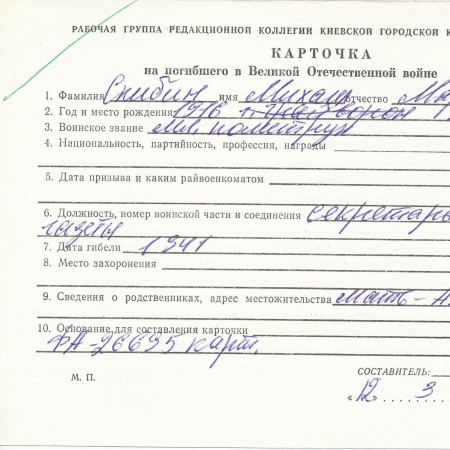 РАБОЧАЯ ГРУППА РЕДАКЦИОННОЙ КОЛЛЕГИИ КИЕВСКОЙ ГОРОДСКОЙ К
КАРТОЧКА
на погибшего в Великой Отечественной войне
1. Фамилия Скибин имя Михаил отчество
2. Год и место рождения 1916
3. Воинское звание мл. политрук
4. Национальность, партийность, профессия, награды
5. Дата призыва и каким райвоенкоматом
6. Должность, номер воинской части и соединения секретарь
газеты
7. Дата гибели 1941
8. Место захоронения
9. Сведения о родственниках, адрес местожительства мать –
10. Основание для составления карточки
ФА-26695 карт.
СОСТАВИТЕЛЬ:
М. П.
«12 3